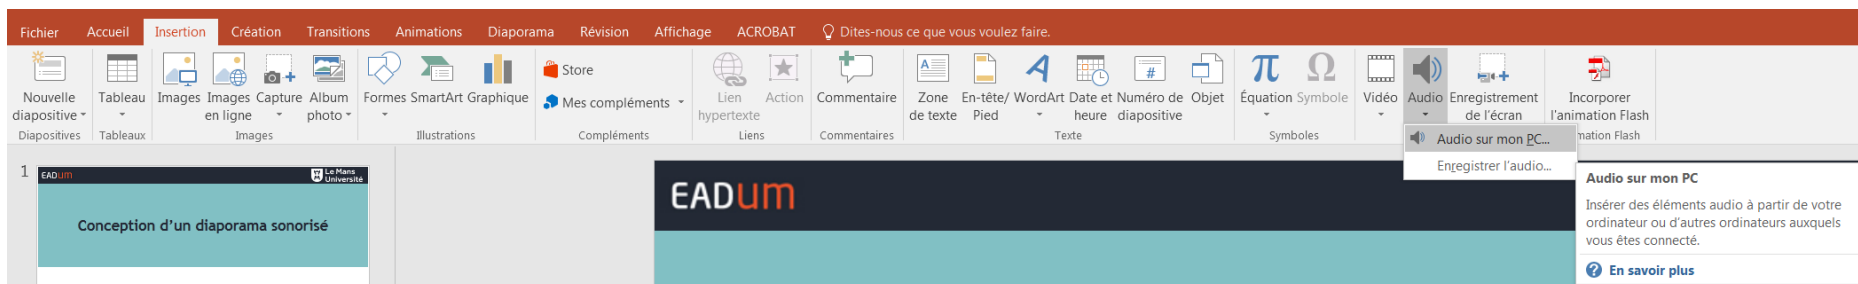 Fichier Accueil Insertion Création Transitions Animations Diaporama Révision Affichage ACROBAT Dites-nous ce que vous voulez faire.
Nouvelle diapositive
Tableau
Images
Images en ligne
Capture
Album photo
Formes
SmartArt
Graphique
Store
Mes compléments
Lien hypertexte
Action
Commentaire
Zone de texte
En-tête/ Pied
WordArt
Date et heure
Numéro de diapositive
Objet
Équation
Symbole
Vidéo
Audio
Enregistrement de l'écran
Incorporer l'animation Flash
Diapositives Tableaux Images Illustrations Compléments Liens Commentaires Texte Symboles mation Flash
Audio sur mon PC...
Enregistrer l'audio...
Audio sur mon PC
Insérer des éléments audio à partir de votre
ordinateur ou d'autres ordinateurs auxquels
vous êtes connecté.
En savoir plus
1
EADum
Le Mans
Université
Conception d'un diaporama sonorisé
EADum